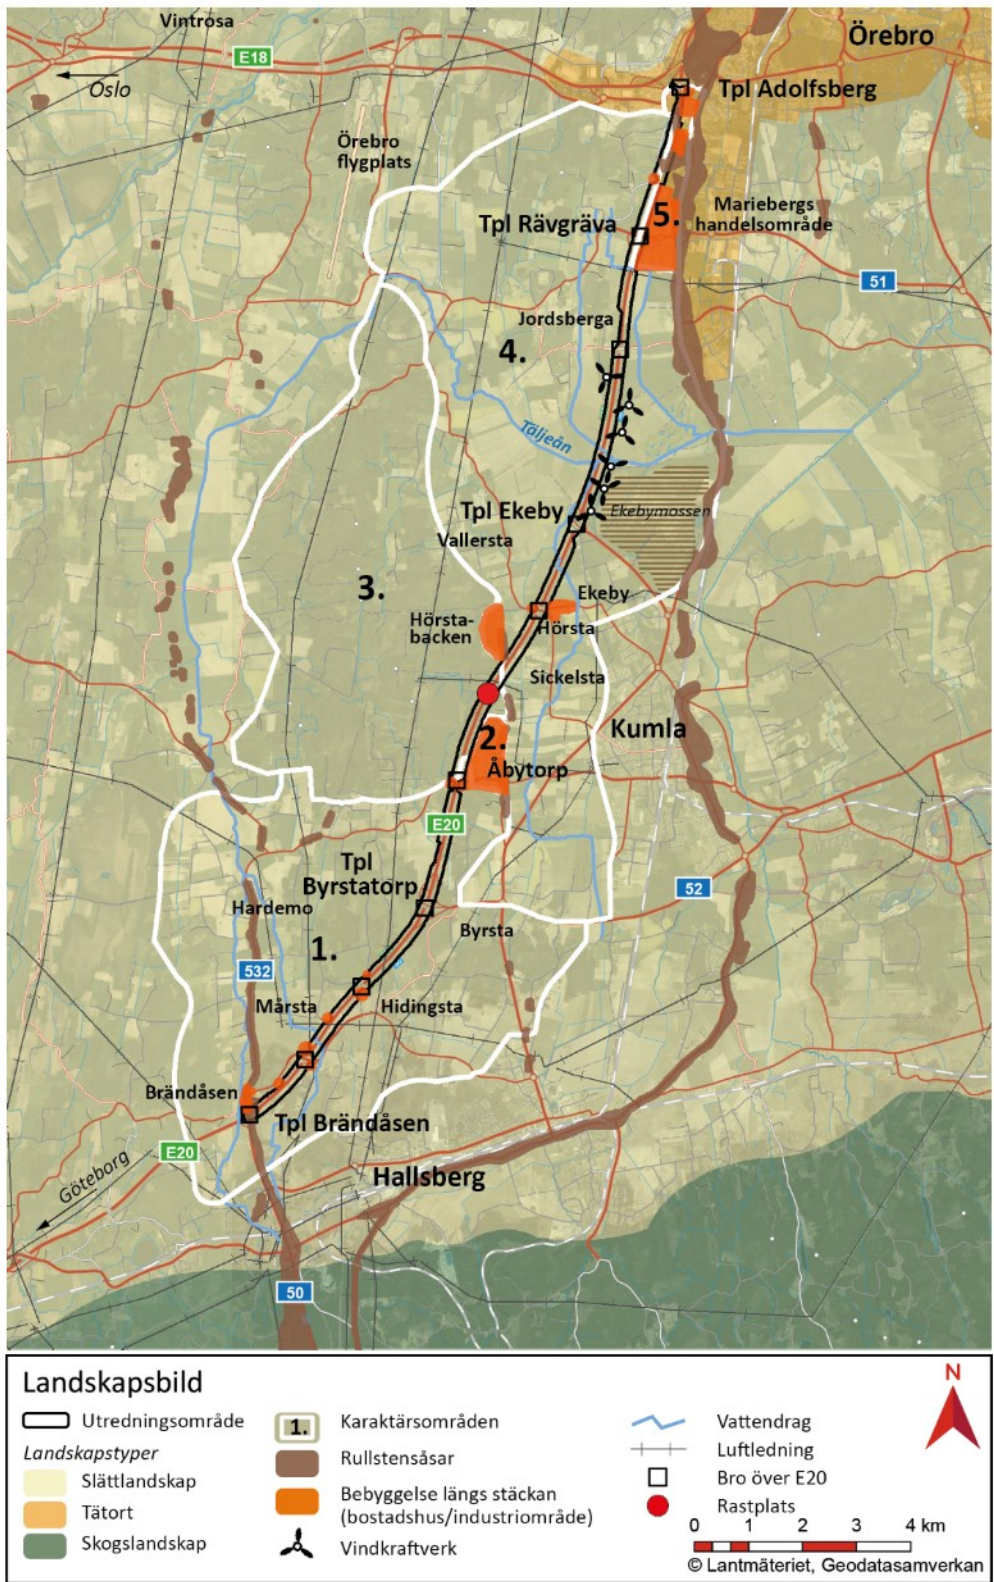 Vintrosa
Örebro
E18
Oslo
Tpl Adolfsberg
Örebro
flygplats
Tpl Rävgräva
5.
Mariebergs
handelsområde
51
Jordsberga
4.
Täljeån
Tpl Ekeby
Ekebymossen
Vallersta
3.
Ekeby
Hörsta-
backen
Hörsta
Sickelsta
2.
Kumla
Åbytorp
E20
Tpl
Byrstatorp
52
Hardemo
Byrsta
1.
532
Mårsta
Hidingsta
Brändåsen
Tpl Brändåsen
E20
Göteborg
Hallsberg
50
Landskapsbild
Utredningsområde
Landskapstyper
Slättlandskap
Tätort
Skogslandskap
1.
Karaktärsområden
Rullstensåsar
Bebyggelse längs stäckan
(bostadshus/industriområde)
Vindkraftverk
Vattendrag
Luftledning
Bro över E20
Rastplats
N
0 1 2 3 4 km
© Lantmäteriet, Geodatasamverkan